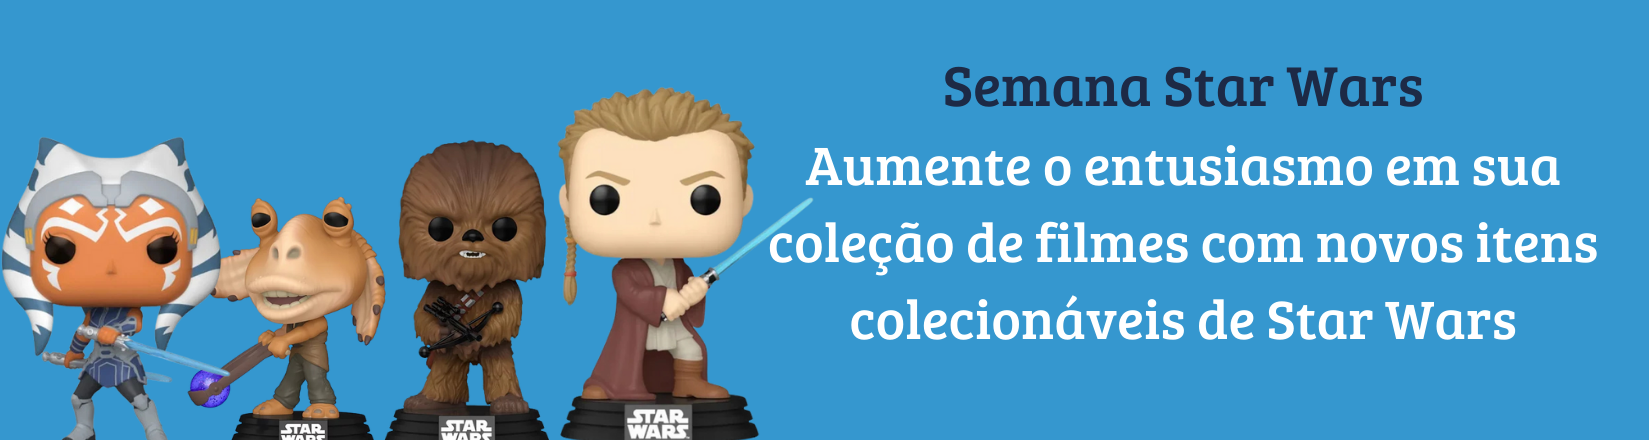 Semana Star Wars
Aumente o entusiasmo em sua
coleção de filmes com novos itens
colecionáveis de Star Wars
STAR
WARS
STAR
WARS
STAR
WARS